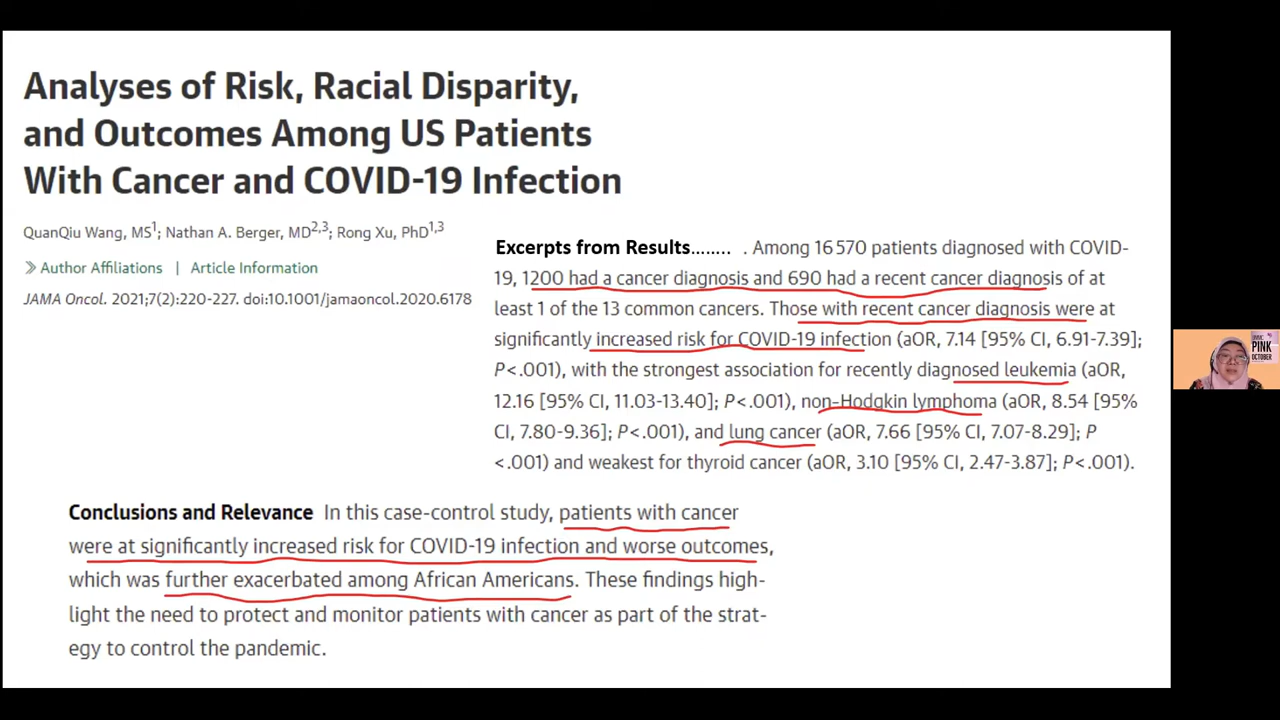 Analyses of Risk, Racial Disparity,
and Outcomes Among US Patients
With Cancer and COVID-19 Infection
QuanQiu Wang, MS1; Nathan A. Berger, MD2,3; Rong Xu, PhD1,3
Author Affiliations | Article Information
JAMA Oncol. 2021;7(2):220-227. doi:10.1001/jamaoncol.2020.6178
Excerpts from Results........ . Among 16 570 patients diagnosed with COVID-
19, 1200 had a cancer diagnosis and 690 had a recent cancer diagnosis of at
least 1 of the 13 common cancers. Those with recent cancer diagnosis were at
significantly increased risk for COVID-19 infection (aOR, 7.14 [95% CI, 6.91-7.39];
P<.001), with the strongest association for recently diagnosed leukemia (aOR,
12.16 [95% CI, 11.03-13.40]; P<.001), non-Hodgkin lymphoma (aOR, 8.54 [95%
CI, 7.80-9.36]; P<.001), and lung cancer (aOR, 7.66 [95% CI, 7.07-8.29]; P
<.001) and weakest for thyroid cancer (aOR, 3.10 [95% CI, 2.47-3.87]; P<.001).
Conclusions and Relevance In this case-control study, patients with cancer
were at significantly increased risk for COVID-19 infection and worse outcomes,
which was further exacerbated among African Americans. These findings high-
light the need to protect and monitor patients with cancer as part of the strat-
egy to control the pandemic.
PINK
OCTOBER